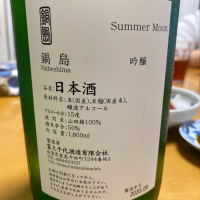 鍋島
Summer Moon
鍋島
Nabeshima
吟醸
品目 日本酒
原材料名:米(国産)、米麹(国産米)、
醸造アルコール
アルコール分:15度
使用米:山田錦100%
精米歩合:50%
内容量:1,800ml
製造者
富久千代酒造有限会社
佐賀県鹿島市浜町1244番地1